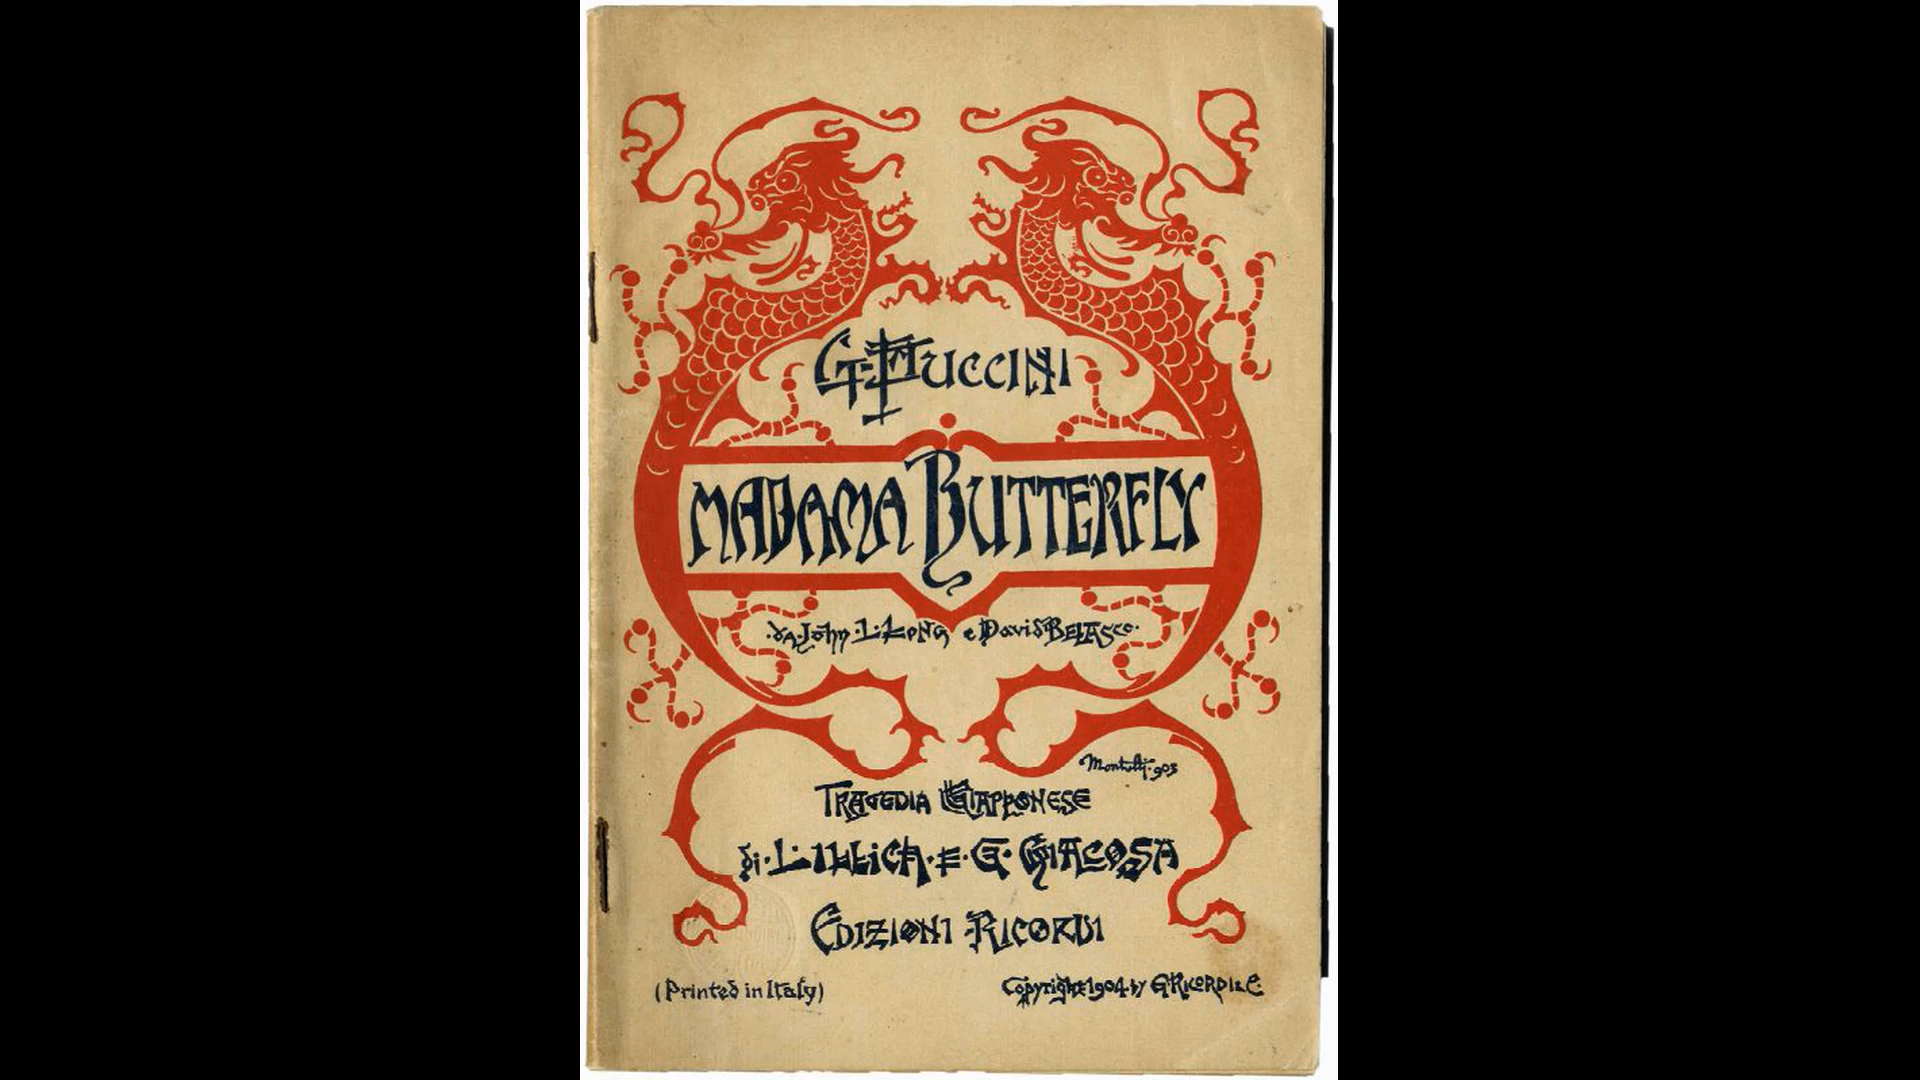 G. PUCCINI
MADAMA BUTTERFLY
da John L. Long e David Belasco
Montalti 903
TRAGEDIA GIAPPONESE
di L. ILLICA e G. GIACOSA
EDIZIONI RICORDI
(Printed in Italy)
Copyright 1904 by G. RICORDI & C.